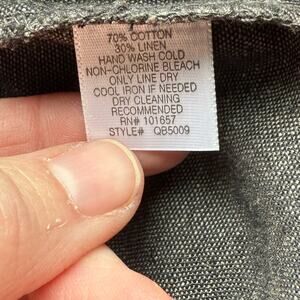 70% COTTON
30% LINEN
HAND WASH COLD
NON-CHLORINE BLEACH
ONLY LINE DRY
COOL IRON IF NEEDED
DRY CLEANING
RECOMMENDED
RN# 101657
STYLE# QB5009